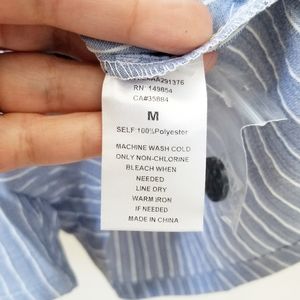 RN 149854
CA#35884
M
SELF:100%Polyester
MACHINE WASH COLD
ONLY NON-CHLORINE
BLEACH WHEN
NEEDED
LINE DRY
WARM IRON
IF NEEDED
MADE IN CHINA